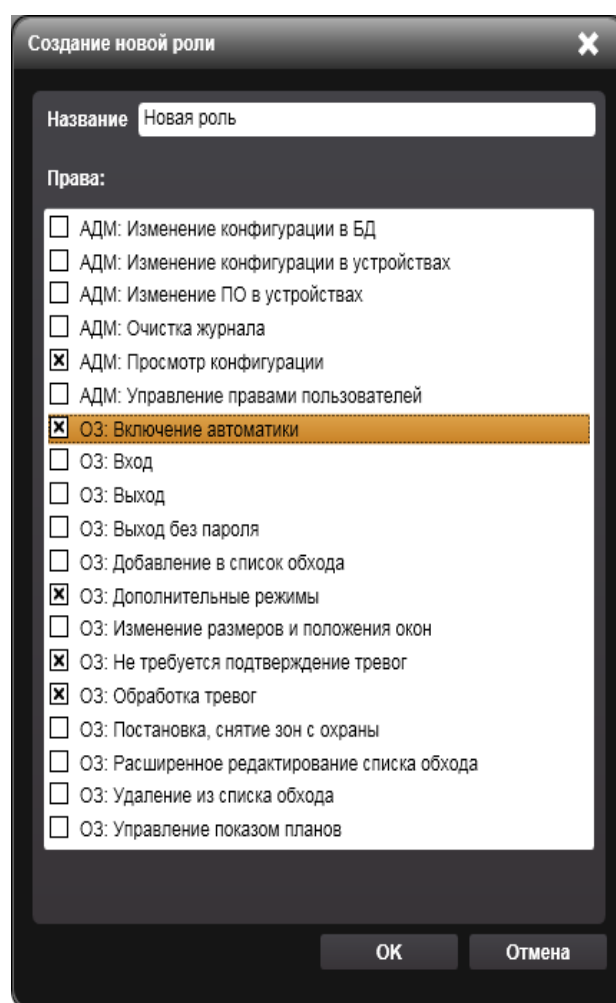 Создание новой роли
Название Новая роль
Права:
АДМ: Изменение конфигурации в БД
АДМ: Изменение конфигурации в устройствах
АДМ: Изменение ПО в устройствах
АДМ: Очистка журнала
АДМ: Просмотр конфигурации
АДМ: Управление правами пользователей
ОЗ: Включение автоматики
ОЗ: Вход
ОЗ: Выход
ОЗ: Выход без пароля
ОЗ: Добавление в список обхода
ОЗ: Дополнительные режимы
ОЗ: Изменение размеров и положения окон
ОЗ: Не требуется подтверждение тревог
ОЗ: Обработка тревог
ОЗ: Постановка, снятие зон с охраны
ОЗ: Расширенное редактирование списка обхода
ОЗ: Удаление из списка обхода
ОЗ: Управление показом планов
ОК Отмена